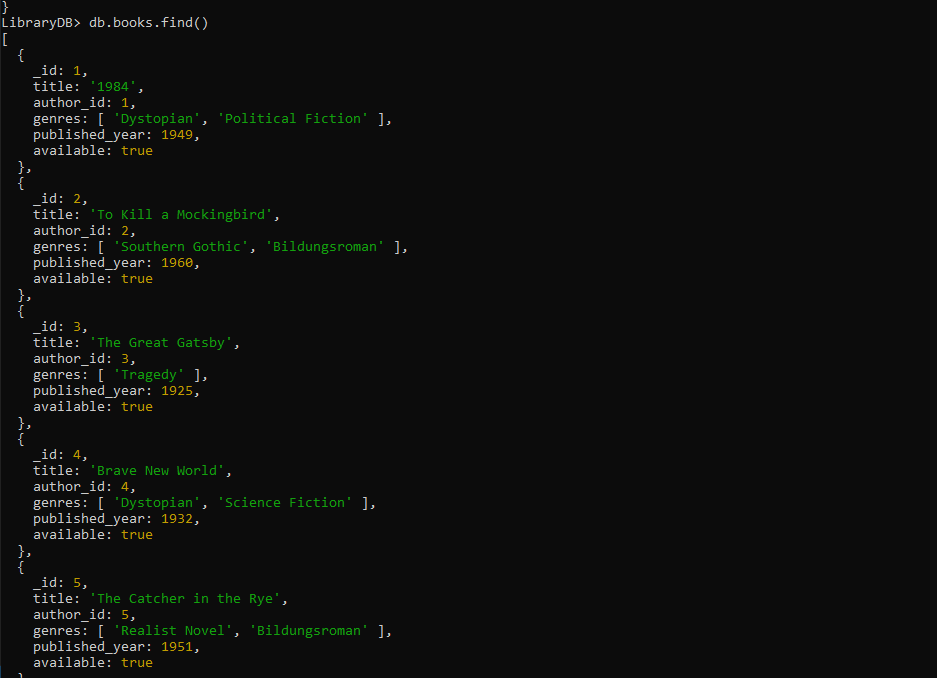 }
LibraryDB> db.books.find()
[
  {
    _id: 1,
    title: '1984',
    author_id: 1,
    genres: [ 'Dystopian', 'Political Fiction' ],
    published_year: 1949,
    available: true
  },
  {
    _id: 2,
    title: 'To Kill a Mockingbird',
    author_id: 2,
    genres: [ 'Southern Gothic', 'Bildungsroman' ],
    published_year: 1960,
    available: true
  },
  {
    _id: 3,
    title: 'The Great Gatsby',
    author_id: 3,
    genres: [ 'Tragedy' ],
    published_year: 1925,
    available: true
  },
  {
    _id: 4,
    title: 'Brave New World',
    author_id: 4,
    genres: [ 'Dystopian', 'Science Fiction' ],
    published_year: 1932,
    available: true
  },
  {
    _id: 5,
    title: 'The Catcher in the Rye',
    author_id: 5,
    genres: [ 'Realist Novel', 'Bildungsroman' ],
    published_year: 1951,
    available: true